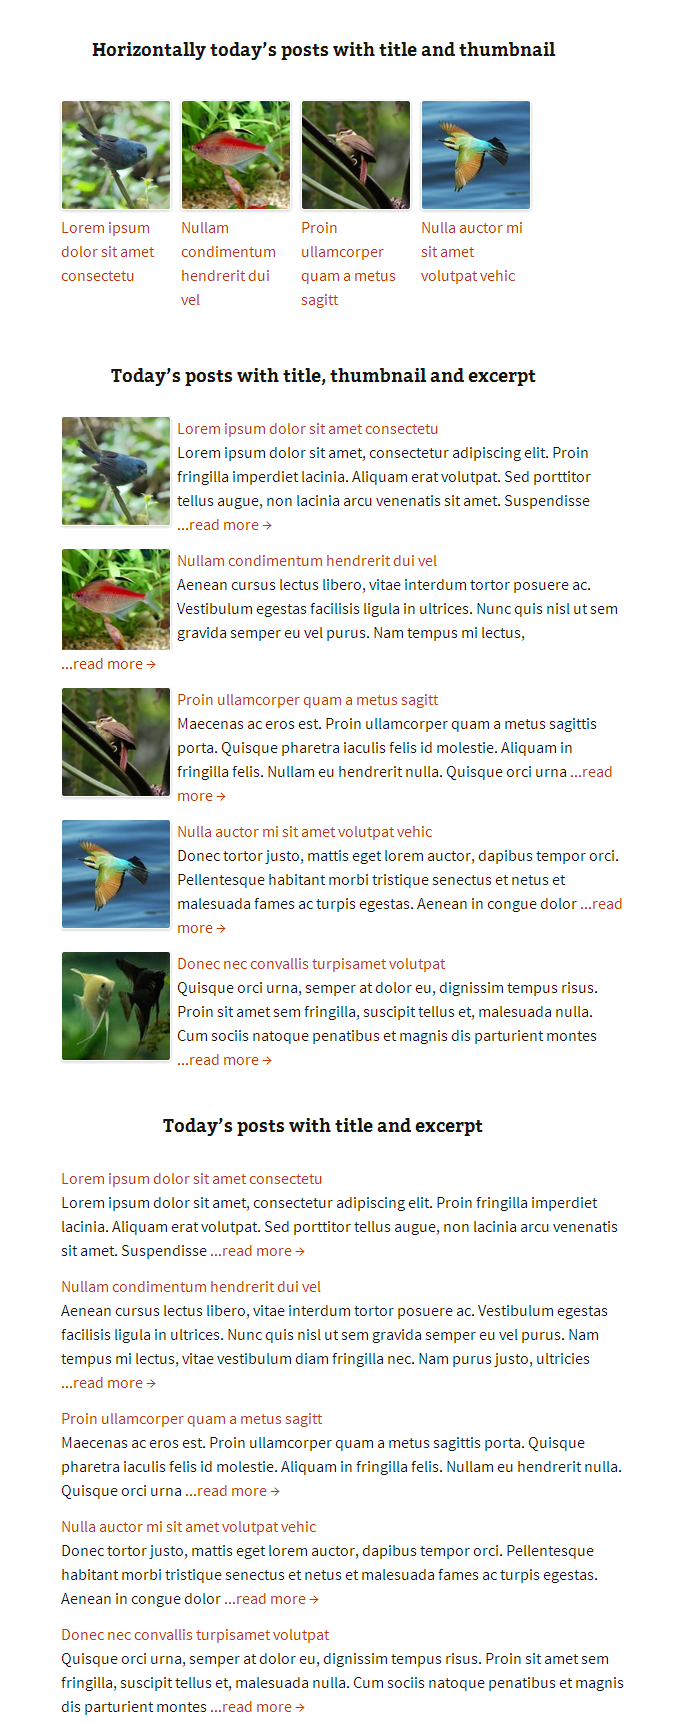 Horizontally today's posts with title and thumbnail
Lorem ipsum
dolor sit amet
consectetu
Nullam
condimentum
hendrerit dui
vel
Proin
ullamcorper
quam a metus
sagitt
Nulla auctor mi
sit amet
volutpat vehic
Today's posts with title, thumbnail and excerpt
Lorem ipsum dolor sit amet consectetu
Lorem ipsum dolor sit amet, consectetur adipiscing elit. Proin
fringilla imperdiet lacinia. Aliquam erat volutpat. Sed porttitor
tellus augue, non lacinia arcu venenatis sit amet. Suspendisse
...read more →
Nullam condimentum hendrerit dui vel
Aenean cursus lectus libero, vitae interdum tortor posuere ac.
Vestibulum egestas facilisis ligula in ultrices. Nunc quis nisl ut sem
gravida semper eu vel purus. Nam tempus mi lectus,
...read more →
Proin ullamcorper quam a metus sagitt
Maecenas ac eros est. Proin ullamcorper quam a metus sagittis
porta. Quisque pharetra iaculis felis id molestie. Aliquam in
fringilla felis. Nullam eu hendrerit nulla. Quisque orci urna ...read
more →
Nulla auctor mi sit amet volutpat vehic
Donec tortor justo, mattis eget lorem auctor, dapibus tempor orci.
Pellentesque habitant morbi tristique senectus et netus et
malesuada fames ac turpis egestas. Aenean in congue dolor ...read
more →
Donec nec convallis turpisamet volutpat
Quisque orci urna, semper at dolor eu, dignissim tempus risus.
Proin sit amet sem fringilla, suscipit tellus et, malesuada nulla.
Cum sociis natoque penatibus et magnis dis parturient montes
...read more →
Today's posts with title and excerpt
Lorem ipsum dolor sit amet consectetu
Lorem ipsum dolor sit amet, consectetur adipiscing elit. Proin fringilla imperdiet
lacinia. Aliquam erat volutpat. Sed porttitor tellus augue, non lacinia arcu venenatis
sit amet. Suspendisse ...read more →
Nullam condimentum hendrerit dui vel
Aenean cursus lectus libero, vitae interdum tortor posuere ac. Vestibulum egestas
facilisis ligula in ultrices. Nunc quis nisl ut sem gravida semper eu vel purus. Nam
tempus mi lectus, vitae vestibulum diam fringilla nec. Nam purus justo, ultricies
...read more →
Proin ullamcorper quam a metus sagitt
Maecenas ac eros est. Proin ullamcorper quam a metus sagittis porta. Quisque
pharetra iaculis felis id molestie. Aliquam in fringilla felis. Nullam eu hendrerit nulla.
Quisque orci urna ...read more →
Nulla auctor mi sit amet volutpat vehic
Donec tortor justo, mattis eget lorem auctor, dapibus tempor orci. Pellentesque
habitant morbi tristique senectus et netus et malesuada fames ac turpis egestas.
Aenean in congue dolor ...read more →
Donec nec convallis turpisamet volutpat
Quisque orci urna, semper at dolor eu, dignissim tempus risus. Proin sit amet sem
fringilla, suscipit tellus et, malesuada nulla. Cum sociis natoque penatibus et magnis
dis parturient montes ...read more →